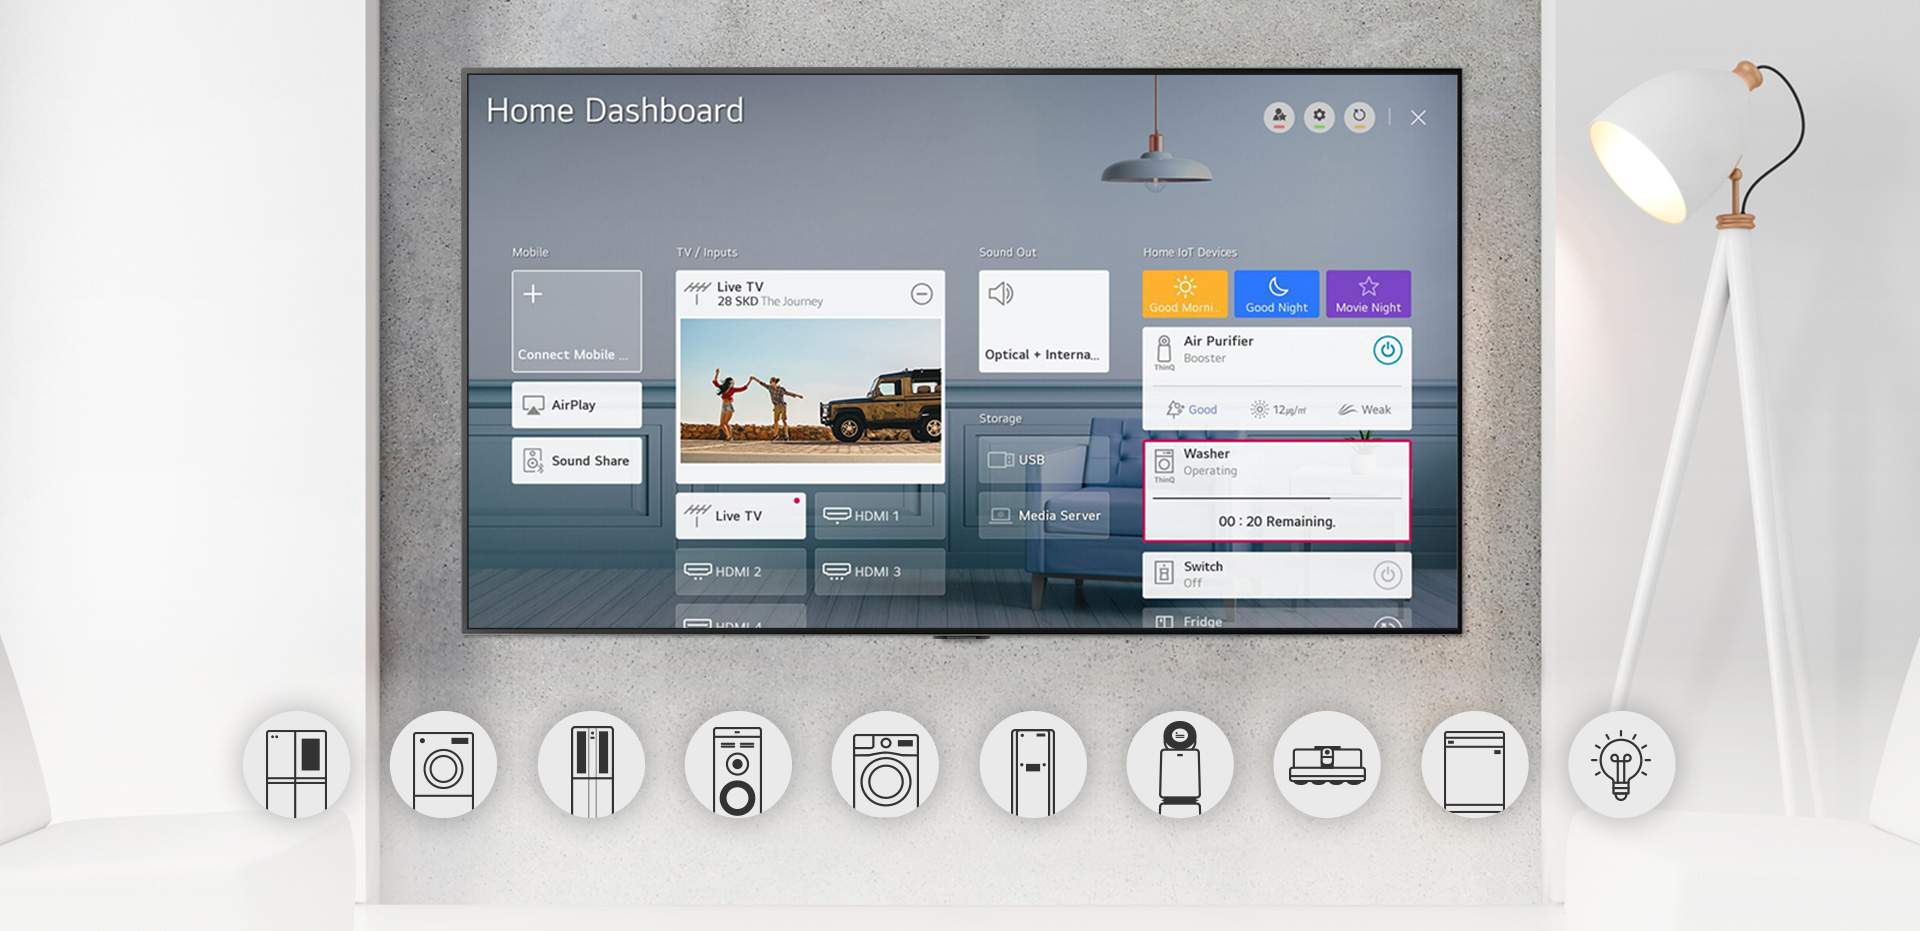 Home Dashboard
Mobile
Connect Mobile ...
AirPlay
Sound Share
TV / Inputs
Live TV
28 SKD The Journey
Live TV
HDMI 1
HDMI 2
HDMI 3
HDMI 4
Sound Out
Optical + Interna...
Storage
USB
Media Server
Home IoT Devices
Good Morni...
Good Night
Movie Night
Air Purifier
Booster
ThinQ
Good
12㎍/㎥
Weak
Washer
Operating
ThinQ
00 : 20 Remaining.
Switch
Off
Fridge